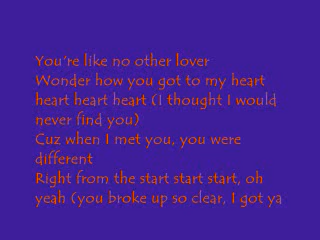 You're like no other lover
Wonder how you got to my heart
heart heart heart (I thought I would
never find you)
Cuz when I met you, you were
different
Right from the start start start, oh
yeah (you broke up so clear, I got ya